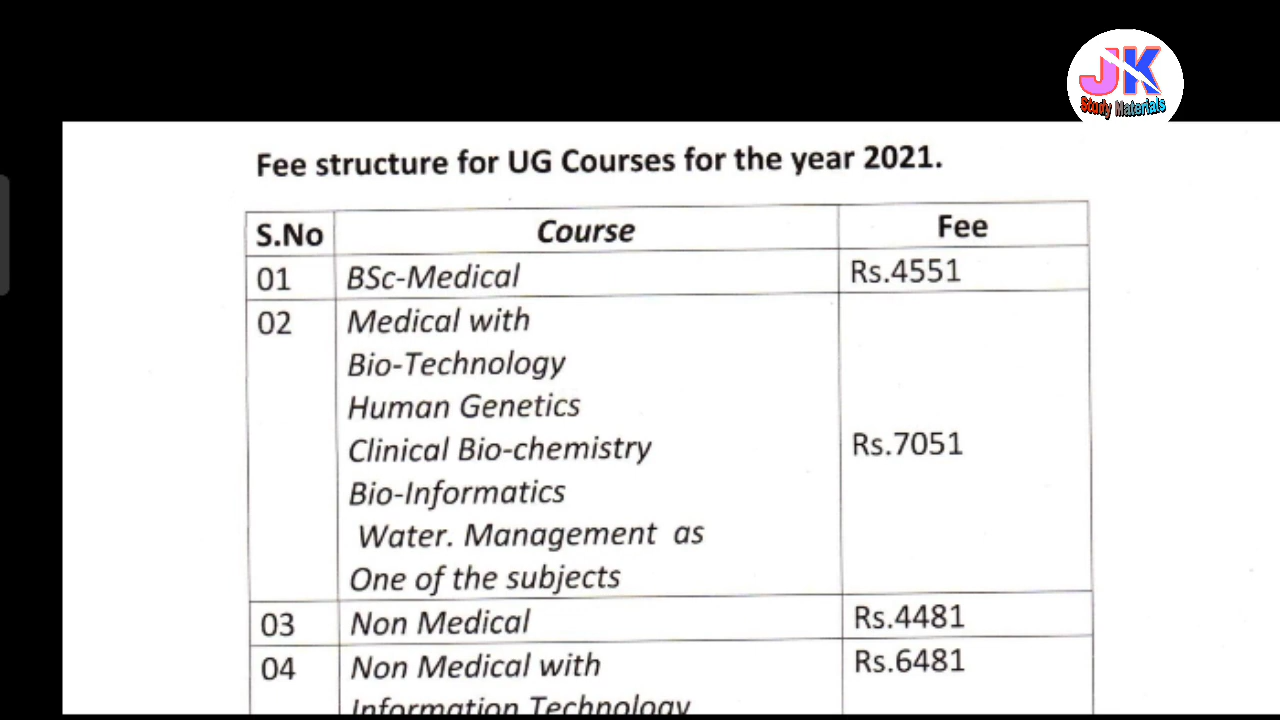 JK
Study Materials
Fee structure for UG Courses for the year 2021.
S.No Course Fee
01 BSc-Medical Rs.4551
02 Medical with
Bio-Technology
Human Genetics
Clinical Bio-chemistry Rs.7051
Bio-Informatics
Water. Management as
One of the subjects
03 Non Medical Rs.4481
04 Non Medical with Rs.6481
Information Technology